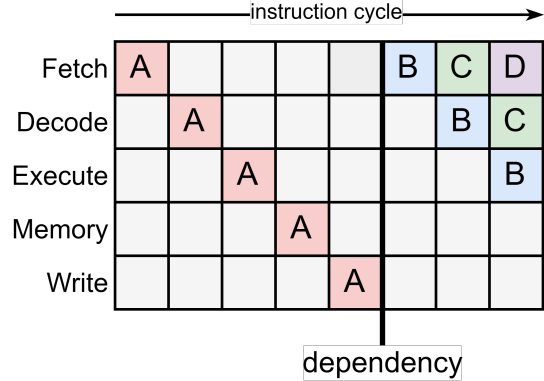 instruction cycle
Fetch A B C D
Decode A B C
Execute A B
Memory A
Write A
dependency